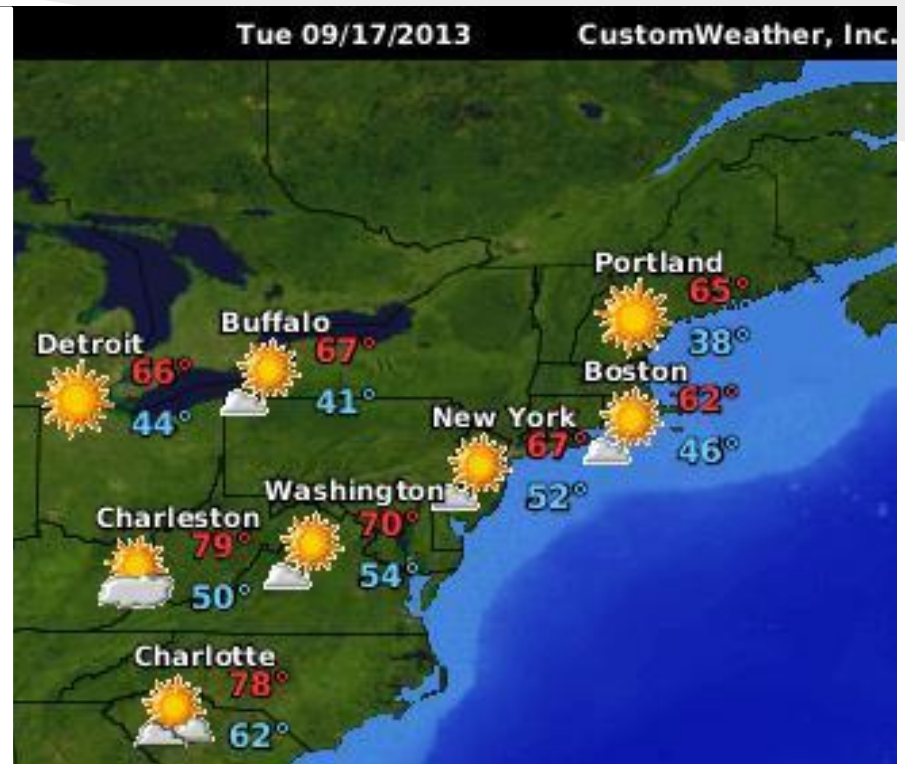 Tue 09/17/2013 CustomWeather, Inc.
Portland
65°
38°
Buffalo
67°
41°
Detroit
66°
44°
Boston
62°
46°
New York
67°
52°
Washington
70°
54°
Charleston
79°
50°
Charlotte
78°
62°